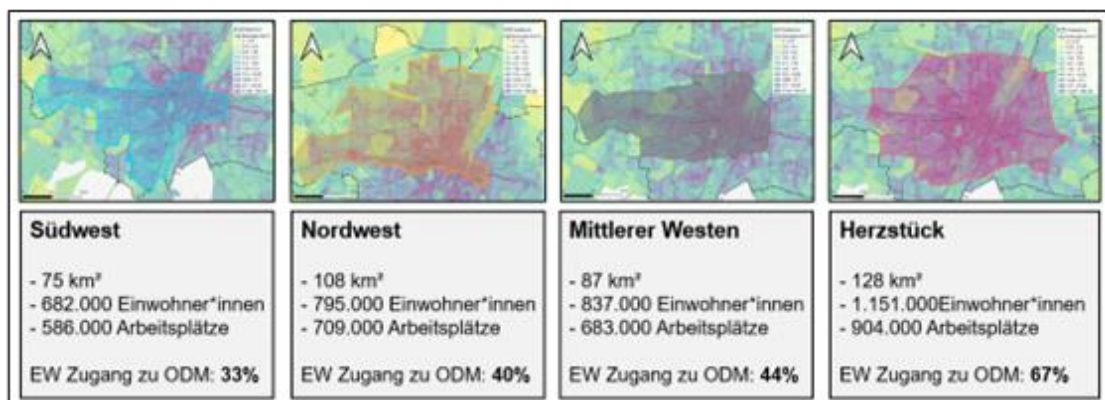 Südwest
- 75 km²
- 682.000 Einwohner*innen
- 586.000 Arbeitsplätze
EW Zugang zu ODM: 33%
Nordwest
- 108 km²
- 795.000 Einwohner*innen
- 709.000 Arbeitsplätze
EW Zugang zu ODM: 40%
Mittlerer Westen
- 87 km²
- 837.000 Einwohner*innen
- 683.000 Arbeitsplätze
EW Zugang zu ODM: 44%
Herzstück
- 128 km²
- 1.151.000Einwohner*innen
- 904.000 Arbeitsplätze
EW Zugang zu ODM: 67%